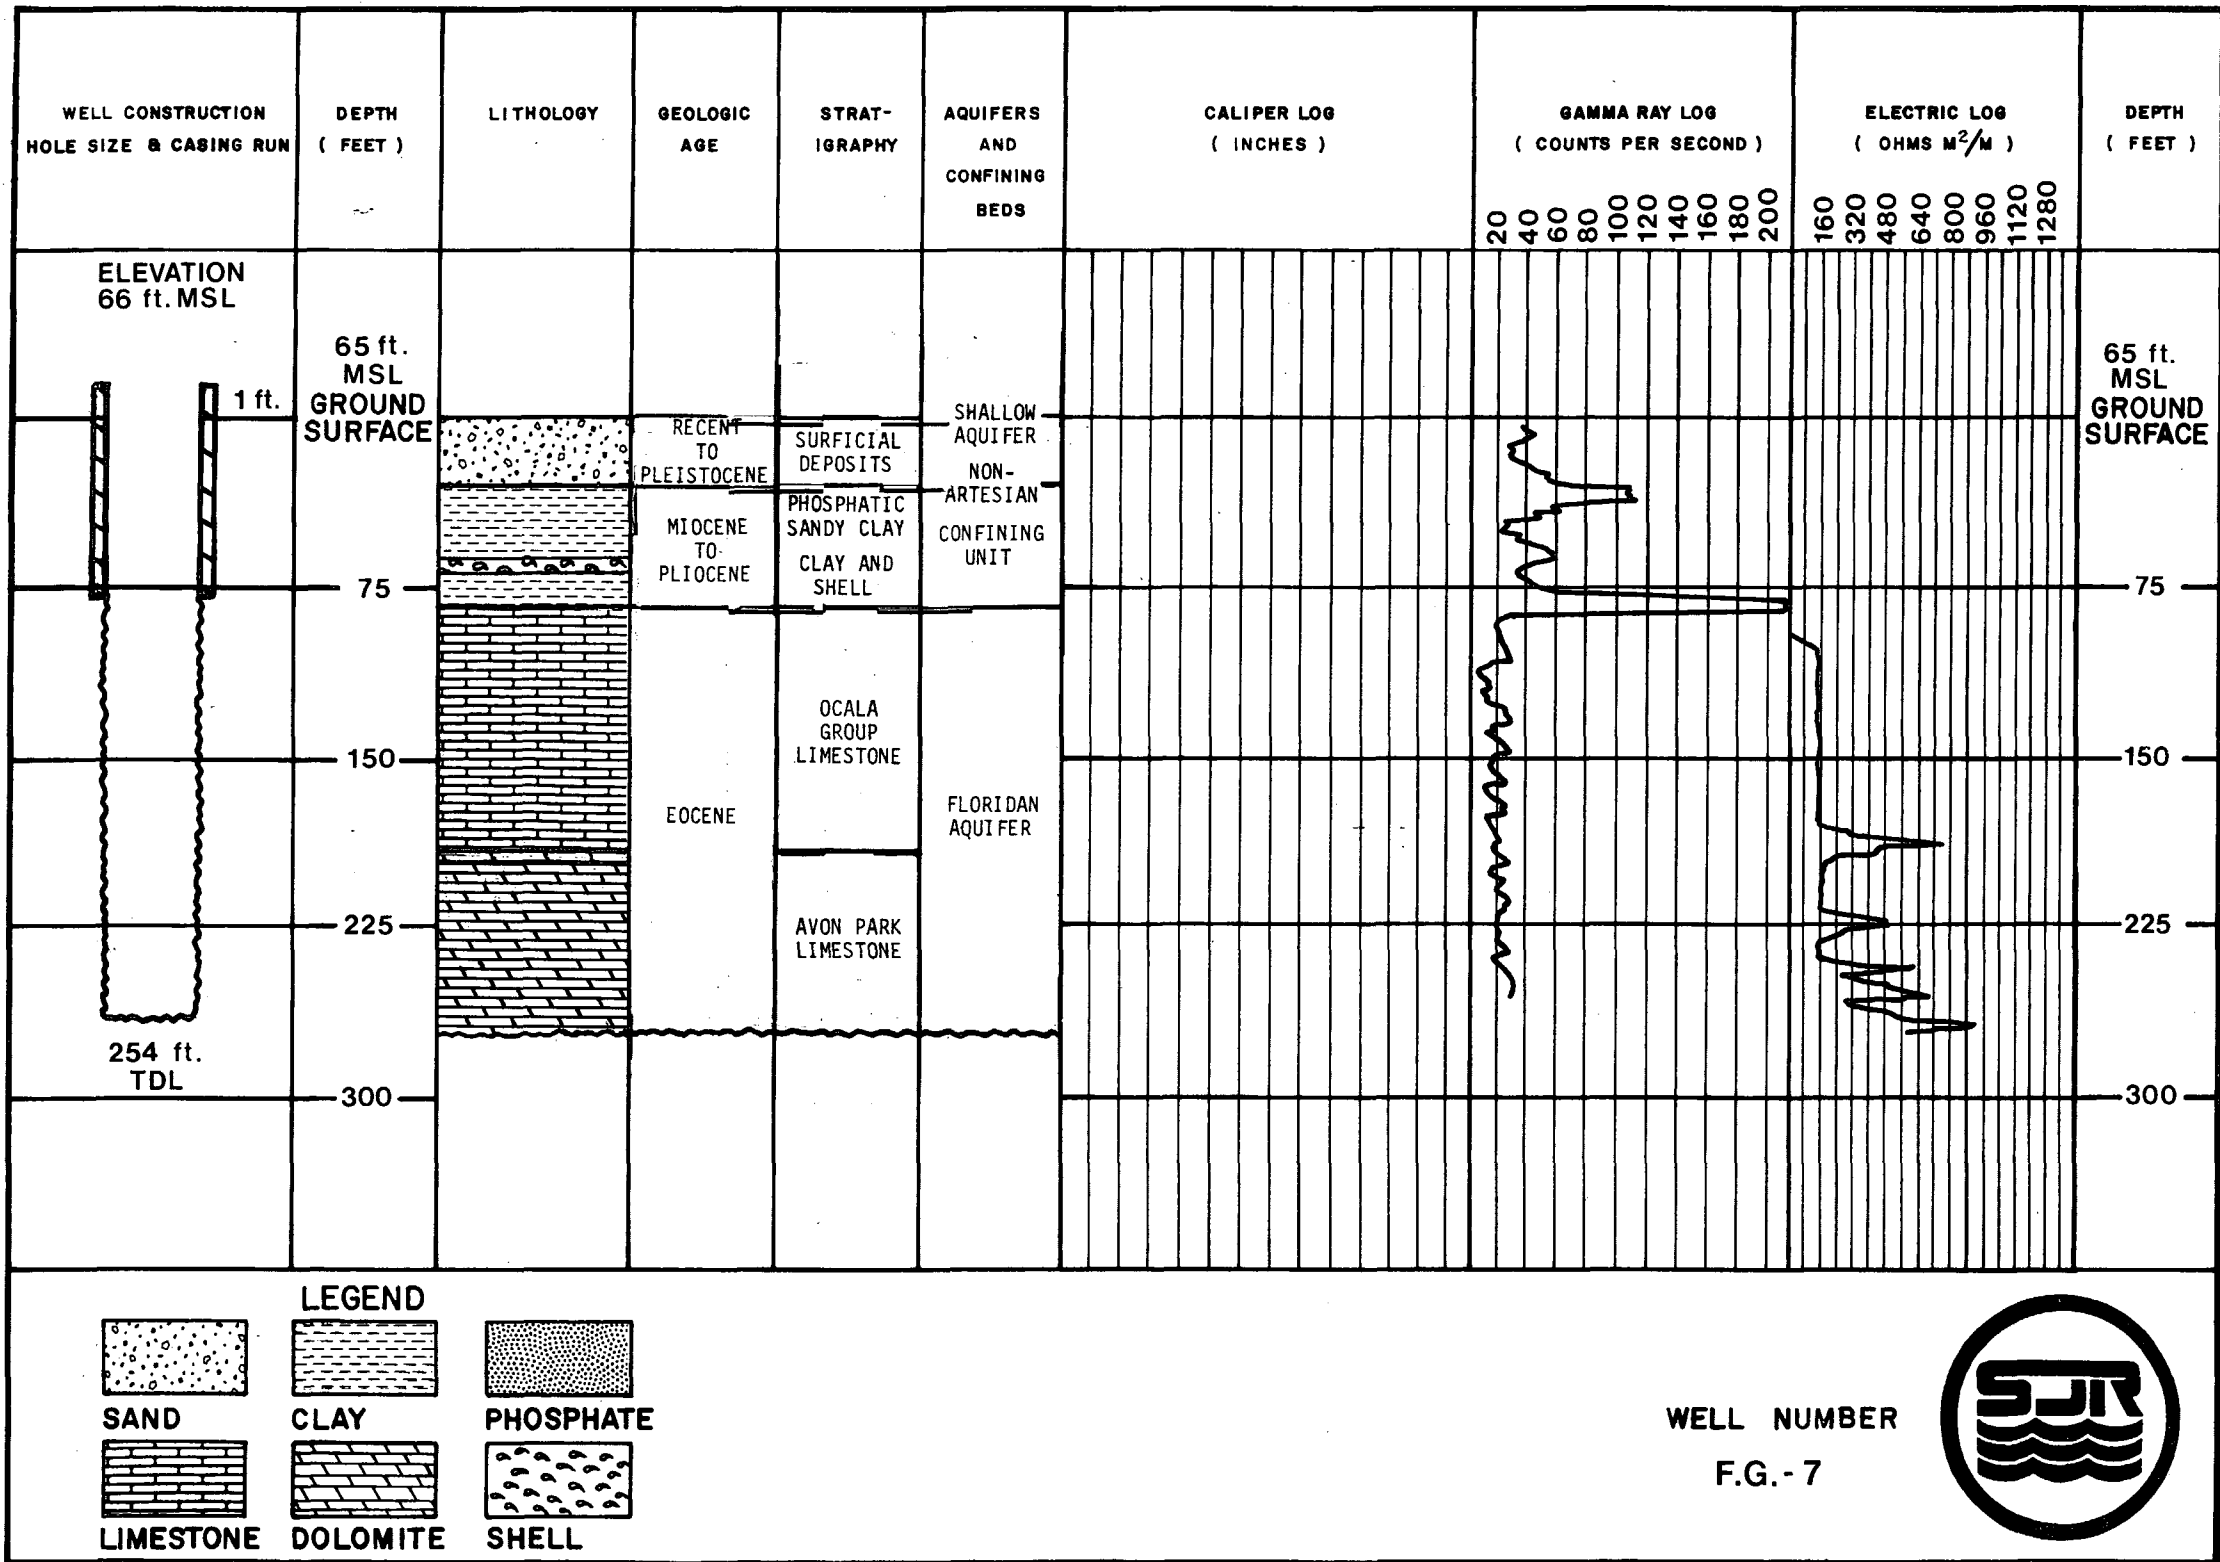 WELL CONSTRUCTION
HOLE SIZE & CASING RUN
DEPTH
( FEET )
LITHOLOGY
GEOLOGIC
AGE
STRAT-
IGRAPHY
AQUIFERS
AND
CONFINING
BEDS
CALIPER LOG
( INCHES )
GAMMA RAY LOG
( COUNTS PER SECOND )
20 40 60 80 100 120 140 160 180 200
ELECTRIC LOG
( OHMS M²/M )
160 320 480 640 800 960 1120 1280
DEPTH
( FEET )
ELEVATION
66 ft. MSL
1 ft.
254 ft.
TDL
65 ft.
MSL
GROUND
SURFACE
75
150
225
300
RECENT
TO
PLEISTOCENE
MIOCENE
TO
PLIOCENE
EOCENE
SURFICIAL
DEPOSITS
PHOSPHATIC
SANDY CLAY
CLAY AND
SHELL
OCALA
GROUP
LIMESTONE
AVON PARK
LIMESTONE
SHALLOW
AQUIFER
NON-
ARTESIAN
CONFINING
UNIT
FLORIDAN
AQUIFER
65 ft.
MSL
GROUND
SURFACE
75
150
225
300
LEGEND
SAND
CLAY
PHOSPHATE
LIMESTONE
DOLOMITE
SHELL
WELL NUMBER
F.G.-7
SJR